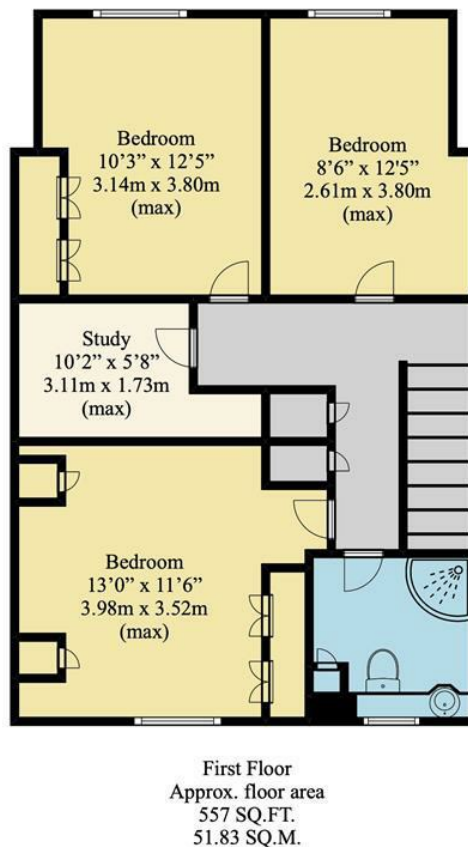 Bedroom
10’3” x 12’5”
3.14m x 3.80m
(max)
Bedroom
8’6” x 12'5”
2.61m x 3.80m
(max)
Study
10’2” x 5’8”
3.11m x 1.73m
(max)
Bedroom
13’0” x 11’6”
3.98m x 3.52m
(max)
First Floor
Approx. floor area
557 SQ.FT.
51.83 SQ.M.